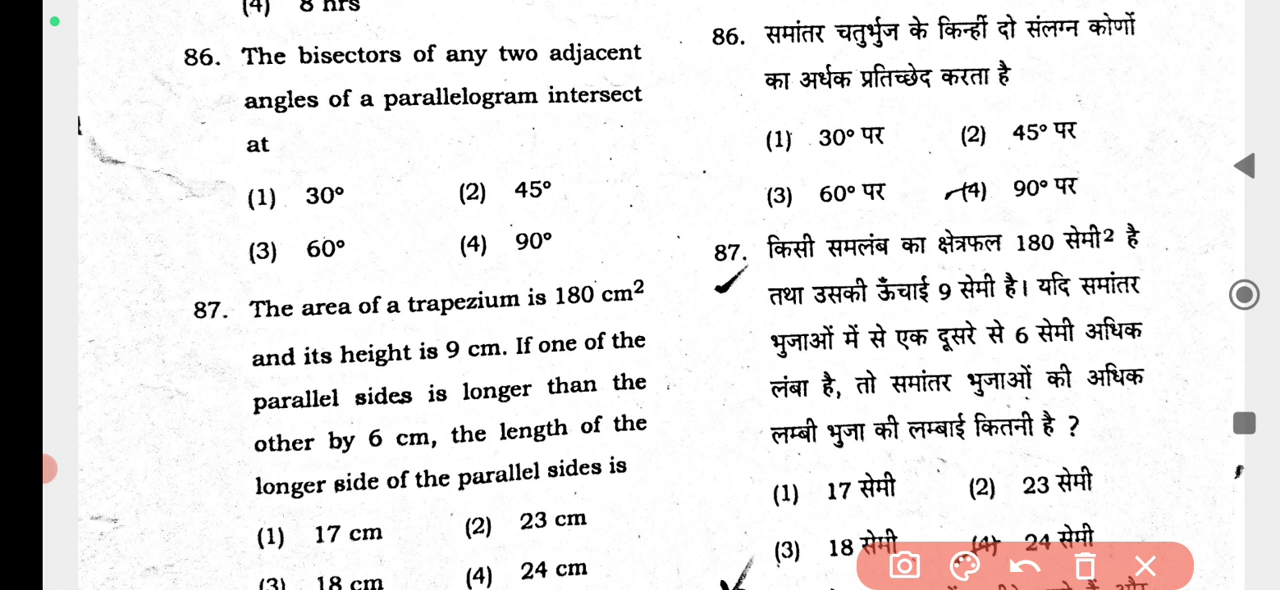 (4) 8 hrs
86. The bisectors of any two adjacent
angles of a parallelogram intersect
at
(1) 30° (2) 45°
(3) 60° (4) 90°
87. The area of a trapezium is 180 cm²
and its height is 9 cm. If one of the
parallel sides is longer than the
other by 6 cm, the length of the
longer side of the parallel sides is
(1) 17 cm (2) 23 cm
(3) 18 cm (4) 24 cm
86. समांतर चतुर्भुज के किन्हीं दो संलग्न कोणों
का अर्धक प्रतिच्छेद करता है
(1) 30° पर (2) 45° पर
(3) 60° पर (4) 90° पर
87. किसी समलंब का क्षेत्रफल 180 सेमी² है
तथा उसकी ऊँचाई 9 सेमी है। यदि समांतर
भुजाओं में से एक दूसरे से 6 सेमी अधिक
लंबा है, तो समांतर भुजाओं की अधिक
लम्बी भुजा की लम्बाई कितनी है ?
(1) 17 सेमी (2) 23 सेमी
(3) 18 सेमी (4) 24 सेमी